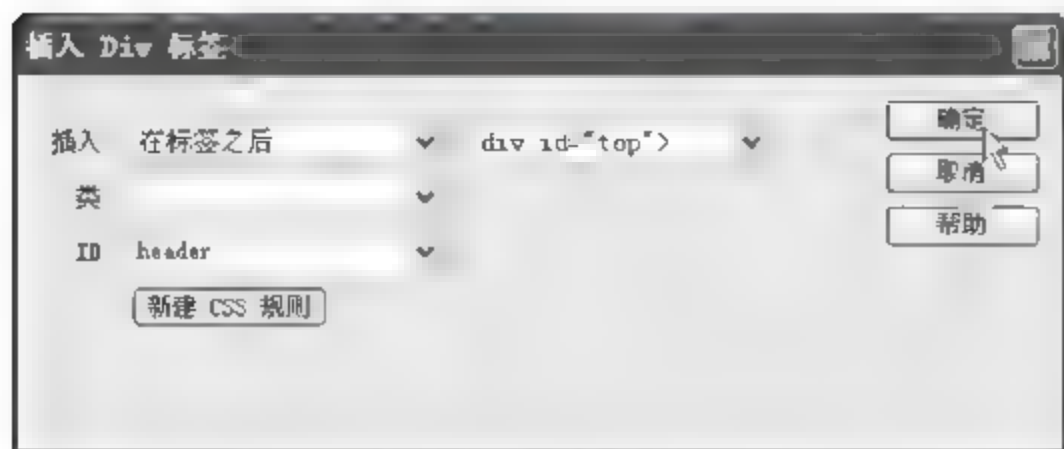 插入 Div 标签
插入 在标签之后 div id="top"> 确定
类 取消
ID header 帮助
新建 CSS 规则